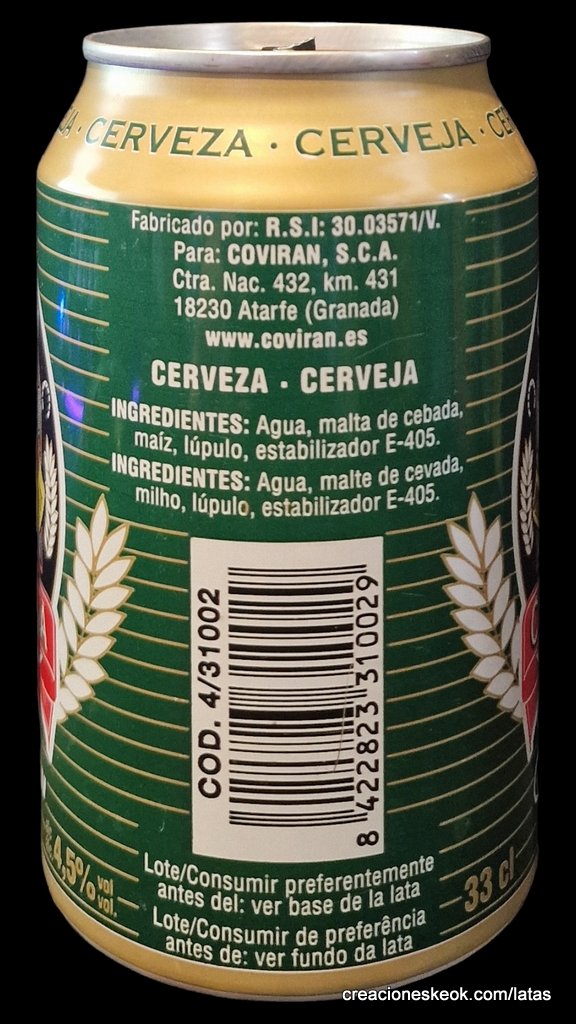 CERVEZA · CERVEJA ·
Fabricado por: R.S.I: 30.03571/V.
Para: COVIRAN, S.C.A.
Ctra. Nac. 432, km. 431
18230 Atarfe (Granada)
www.coviran.es
CERVEZA · CERVEJA
INGREDIENTES: Agua, malta de cebada,
maíz, lúpulo, estabilizador E-405.
INGREDIENTES: Agua, malte de cevada,
milho, lúpulo, estabilizador E-405.
COD. 4/31002
8 422823 310029
4,5% vol
vol.
33 cl
Lote/Consumir preferentemente
antes del: ver base de la lata
Lote/Consumir de preferência
antes de: ver fundo da lata
creacioneskeok.com/latas